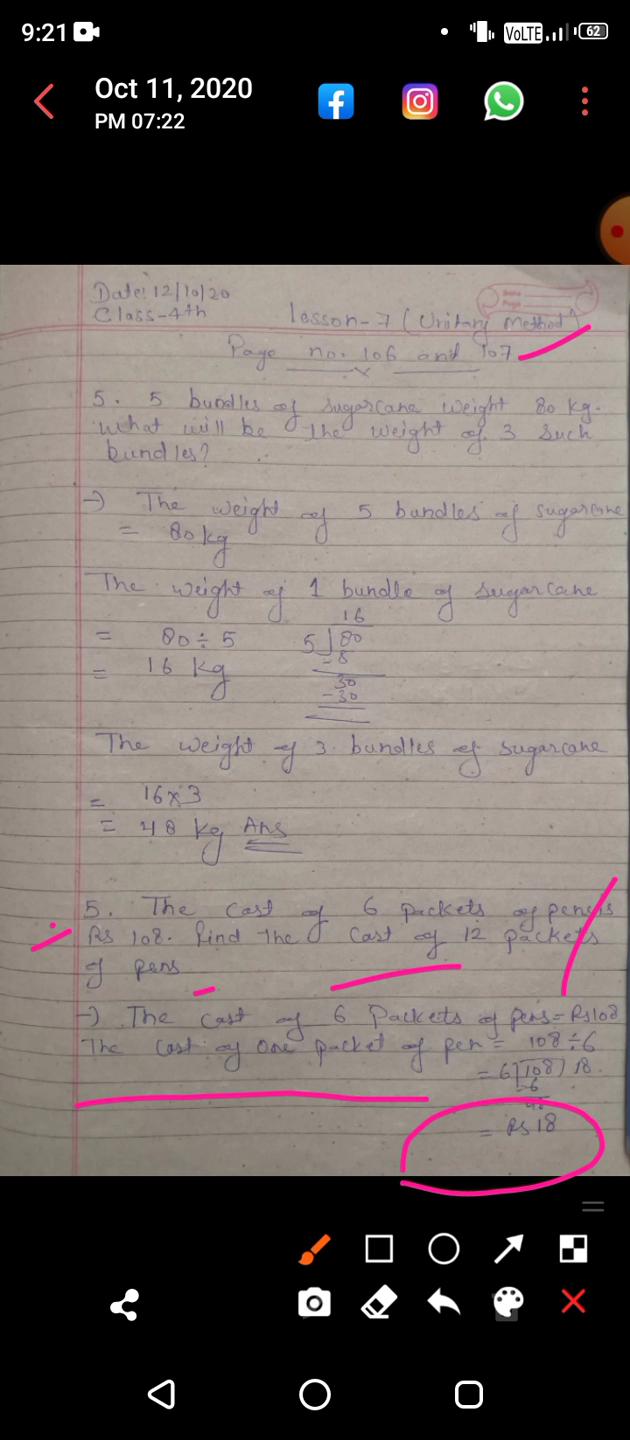 9:21
VoLTE
62
Oct 11, 2020
PM 07:22
Date: 12/10/20
Class-4th
lesson-7 (Unitary Method)
Page no. 106 and 107
5. 5 bundles of sugarcane weight 80 kg.
what will be the weight of 3 such
bundles?
→ The weight of 5 bundles of sugarcane
= 80 kg
The weight of 1 bundle of sugarcane
= 80 ÷ 5
= 16 kg
16
5 80
-5
30
-30
The weight of 3 bundles of sugarcane
= 16×3
= 48 kg Ans
5. The cost of 6 packets of pens is
Rs 108. find the cost of 12 packets
of pens
→ The cost of 6 Packets of pens = Rs108
The cost of one packet of pen = 108÷6
= 6 108 18
-6
48
= Rs 18